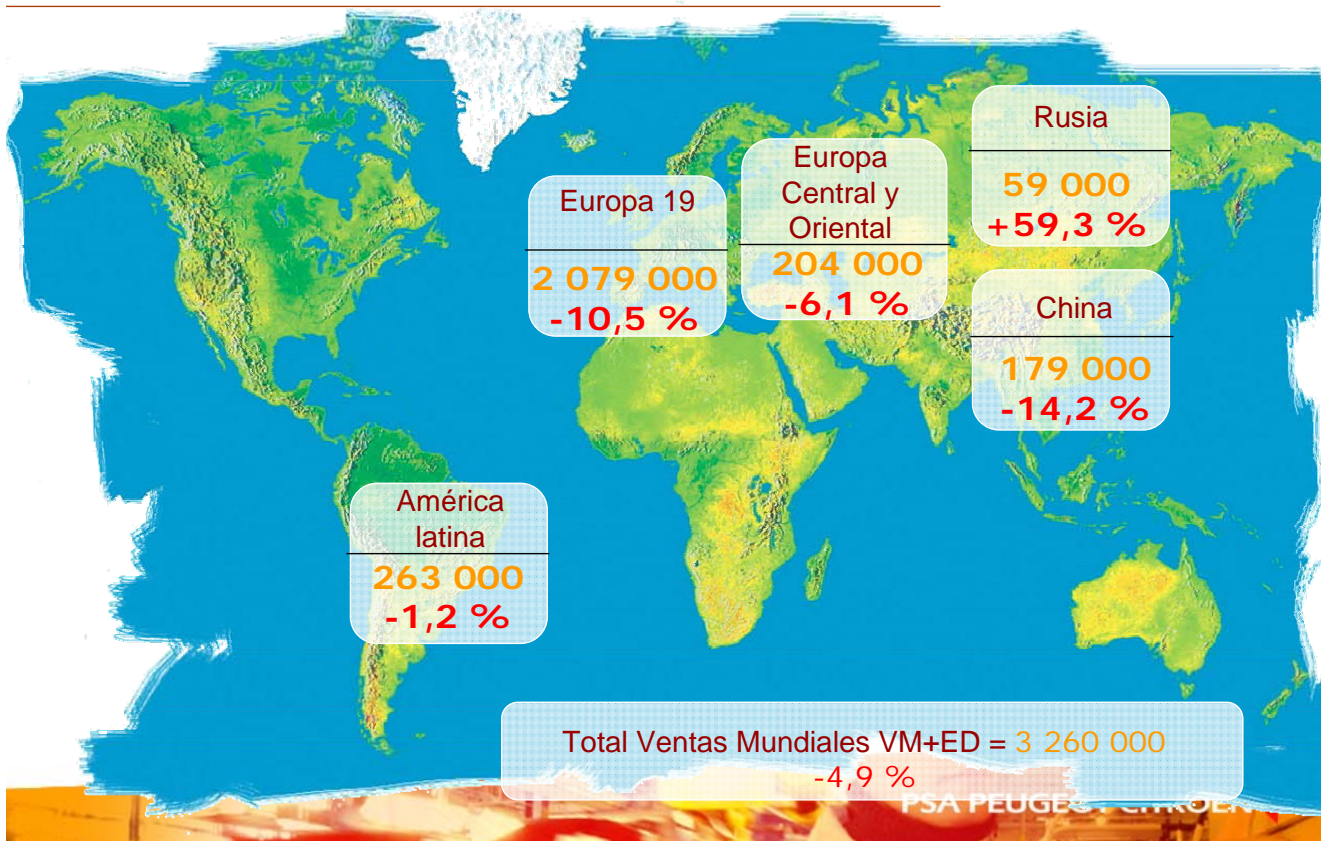 Rusia
59 000
+59,3 %
Europa
Central y
Oriental
204 000
-6,1 %
Europa 19
2 079 000
-10,5 %
China
179 000
-14,2 %
América
latina
263 000
-1,2 %
Total Ventas Mundiales VM+ED = 3 260 000
-4,9 %
PSA PEUGEOT CITROËN